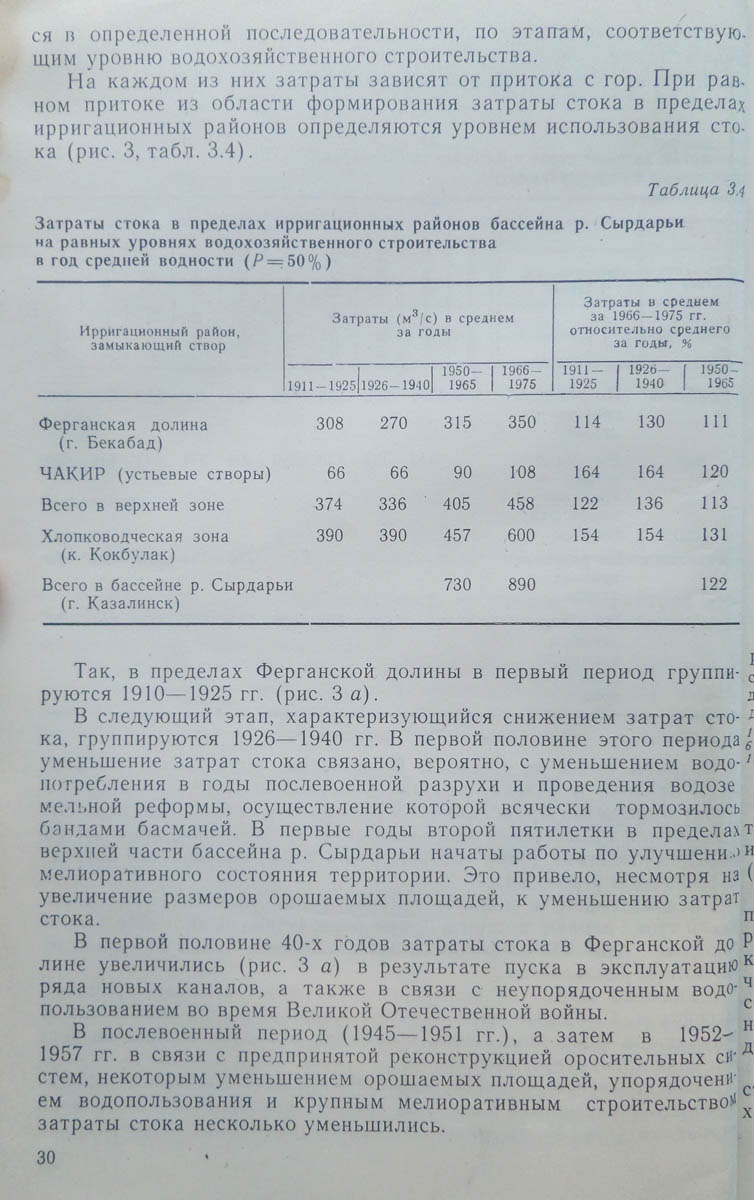 ся в определенной последовательности, по этапам, соответствую-
щим уровню водохозяйственного строительства.
На каждом из них затраты зависят от притока с гор. При рав-
ном притоке из области формирования затраты стока в пределах
ирригационных районов определяются уровнем использования сто-
ка (рис. 3, табл. 3.4).
Таблица 3.4
Затраты стока в пределах ирригационных районов бассейна р. Сырдарьи
на равных уровнях водохозяйственного строительства
в год средней водности (P=50%)
Ирригационный район,
замыкающий створ
Затраты (м³/с) в среднем
за годы
Затраты в среднем
за 1966—1975 гг.
относительно среднего
за годы, %
1911—1925 1926—1940 1950—1965 1966—1975 1911—1925 1926—1940 1950—1965
Ферганская долина 308 270 315 350 114 130 111
(г. Бекабад)
ЧАКИР (устьевые створы) 66 66 90 108 164 164 120
Всего в верхней зоне 374 336 405 458 122 136 113
Хлопководческая зона 390 390 457 600 154 154 131
(к. Кокбулак)
Всего в бассейне р. Сырдарьи 730 890 122
(г. Казалинск)
Так, в пределах Ферганской долины в первый период группи-
руются 1910—1925 гг. (рис. 3 а).
В следующий этап, характеризующийся снижением затрат сто-
ка, группируются 1926—1940 гг. В первой половине этого периода
уменьшение затрат стока связано, вероятно, с уменьшением водо-
потребления в годы послевоенной разрухи и проведения водозе
мельной реформы, осуществление которой всячески тормозилось
бандами басмачей. В первые годы второй пятилетки в пределах
верхней части бассейна р. Сырдарьи начаты работы по улучшени
мелиоративного состояния территории. Это привело, несмотря на
увеличение размеров орошаемых площадей, к уменьшению затрат
стока.
В первой половине 40-х годов затраты стока в Ферганской до
лине увеличились (рис. 3 а) в результате пуска в эксплуатацию
ряда новых каналов, а также в связи с неупорядоченным водо-
пользованием во время Великой Отечественной войны.
В послевоенный период (1945—1951 гг.), а затем в 1952—
1957 гг. в связи с предпринятой реконструкцией оросительных си-
стем, некоторым уменьшением орошаемых площадей, упорядочени-
ем водопользования и крупным мелиоративным строительством
затраты стока несколько уменьшились.
30